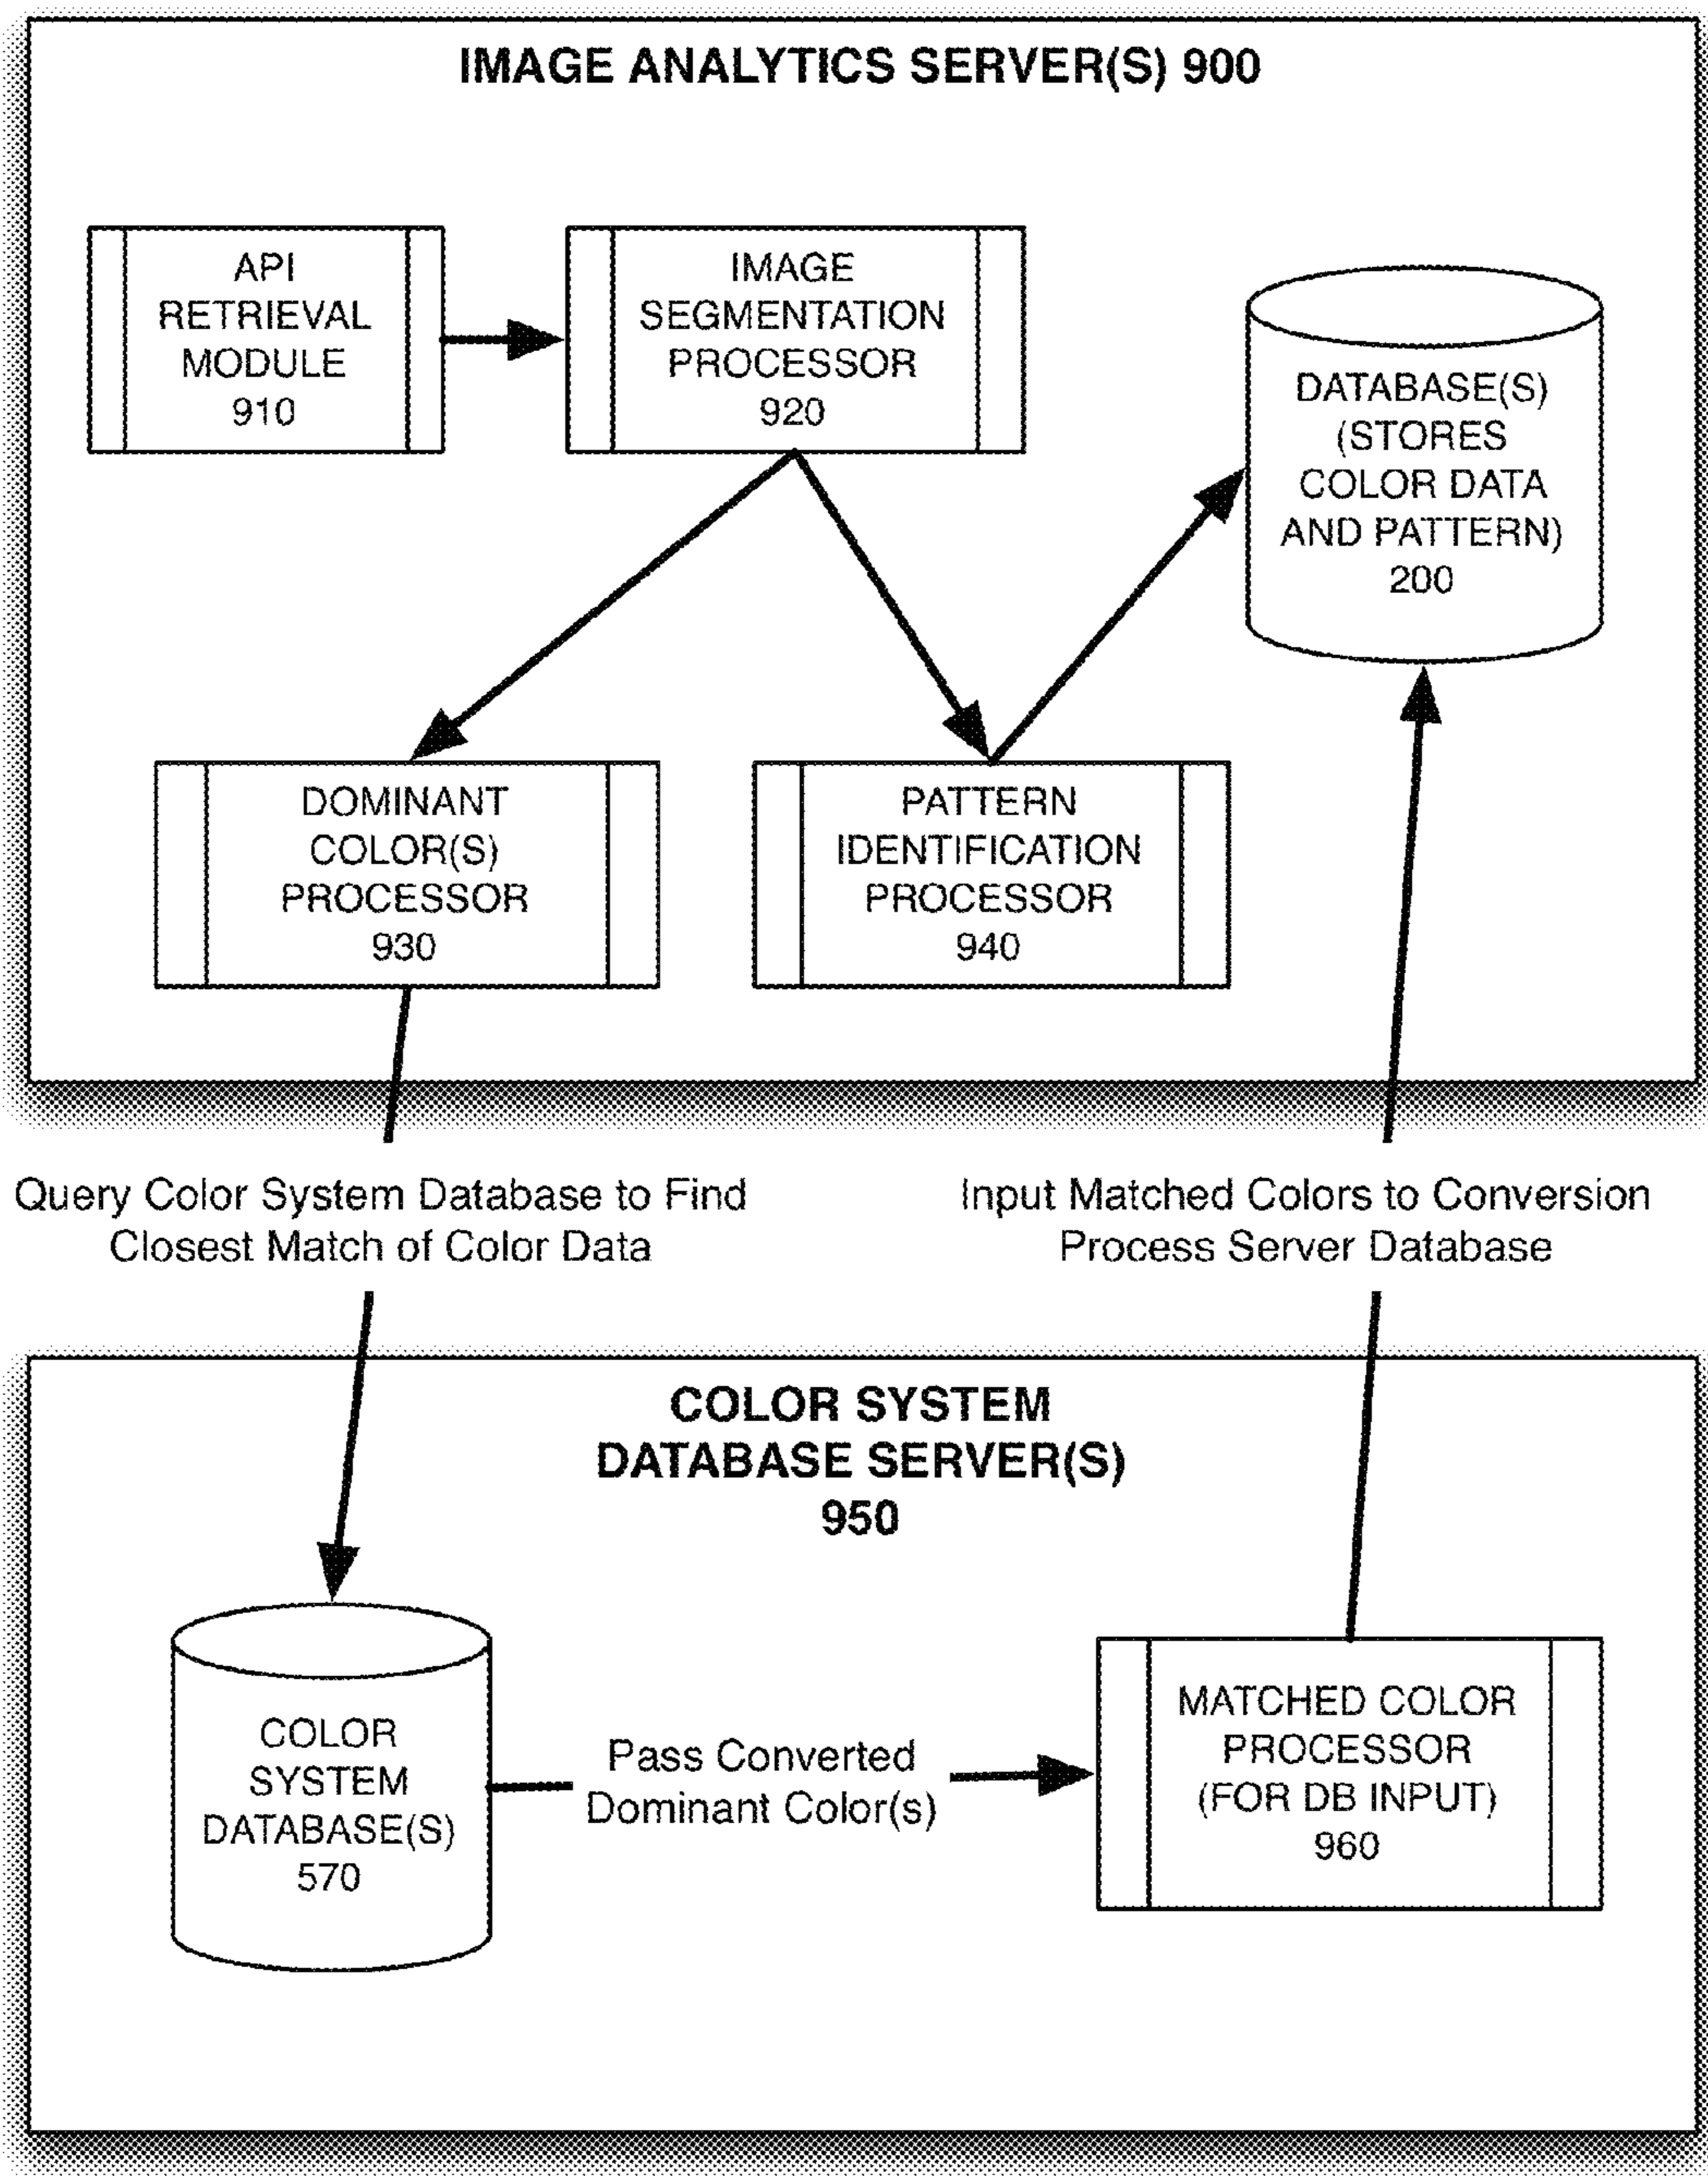 IMAGE ANALYTICS SERVER(S) 900
API
RETRIEVAL
MODULE
910
IMAGE
SEGMENTATION
PROCESSOR
920
DATABASE(S)
(STORES
COLOR DATA
AND PATTERN)
200
DOMINANT
COLOR(S)
PROCESSOR
930
PATTERN
IDENTIFICATION
PROCESSOR
940
Query Color System Database to Find
Closest Match of Color Data
Input Matched Colors to Conversion
Process Server Database
COLOR SYSTEM
DATABASE SERVER(S)
950
COLOR
SYSTEM
DATABASE(S)
570
Pass Converted
Dominant Color(s)
MATCHED COLOR
PROCESSOR
(FOR DB INPUT)
960